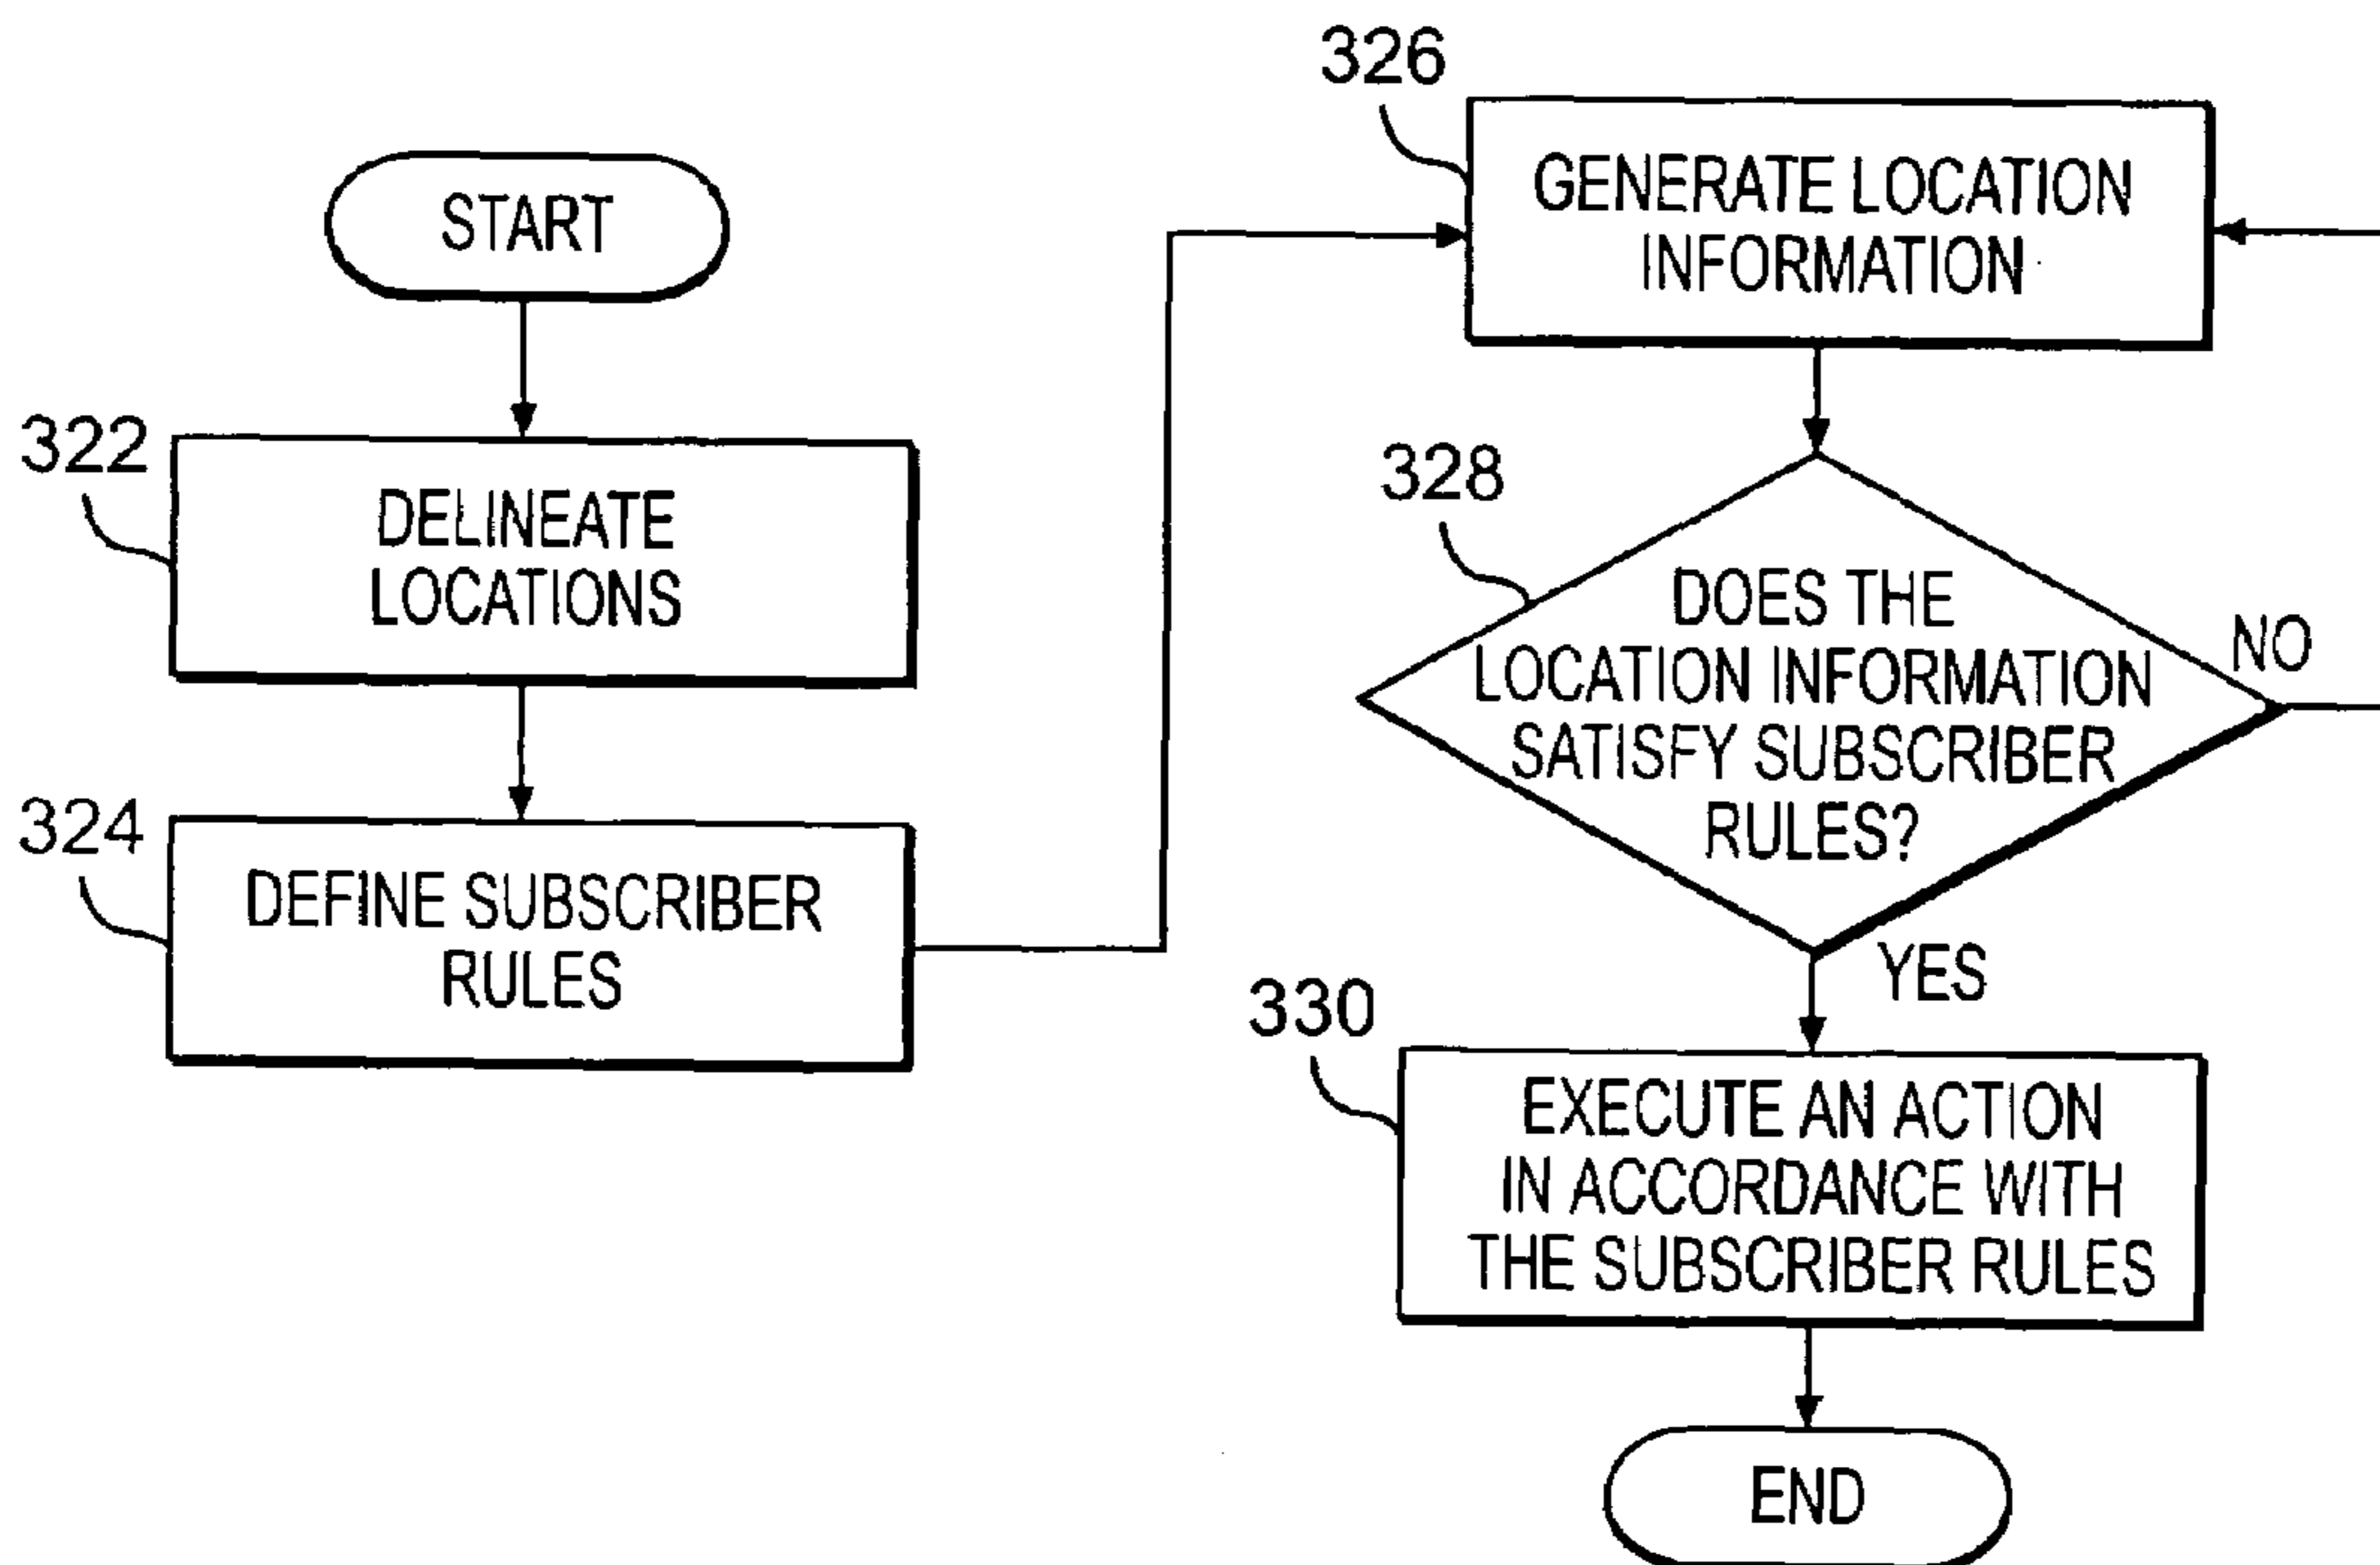 START
322
DELINEATE
LOCATIONS
324
DEFINE SUBSCRIBER
RULES
326
GENERATE LOCATION
INFORMATION
328
DOES THE
LOCATION INFORMATION
SATISFY SUBSCRIBER
RULES?
NO
YES
330
EXECUTE AN ACTION
IN ACCORDANCE WITH
THE SUBSCRIBER RULES
END